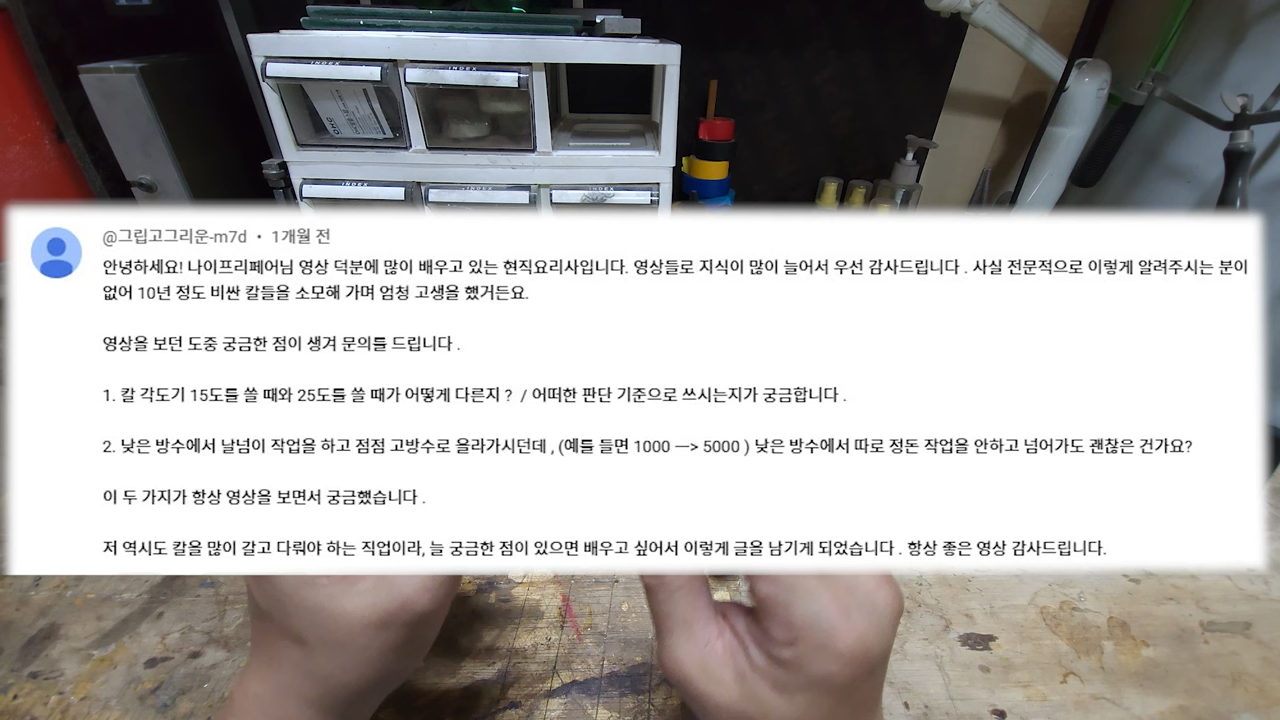 INDEX
INDEX
INDEX
INDEX
INDEX
@그립고그리운-m7d • 1개월 전
안녕하세요! 나이프리페어님 영상 덕분에 많이 배우고 있는 현직요리사입니다. 영상들로 지식이 많이 늘어서 우선 감사드립니다 . 사실 전문적으로 이렇게 알려주시는 분이
없어 10년 정도 비싼 칼들을 소모해 가며 엄청 고생을 했거든요.
영상을 보던 도중 궁금한 점이 생겨 문의를 드립니다 .
1. 칼 각도기 15도를 쓸 때와 25도를 쓸 때가 어떻게 다른지 ? / 어떠한 판단 기준으로 쓰시는지가 궁금합니다 .
2. 낮은 방수에서 날넘이 작업을 하고 점점 고방수로 올라가시던데 , (예를 들면 1000 —> 5000 ) 낮은 방수에서 따로 정돈 작업을 안하고 넘어가도 괜찮은 건가요?
이 두 가지가 항상 영상을 보면서 궁금했습니다 .
저 역시도 칼을 많이 갈고 다뤄야 하는 직업이라, 늘 궁금한 점이 있으면 배우고 싶어서 이렇게 글을 남기게 되었습니다 . 항상 좋은 영상 감사드립니다.